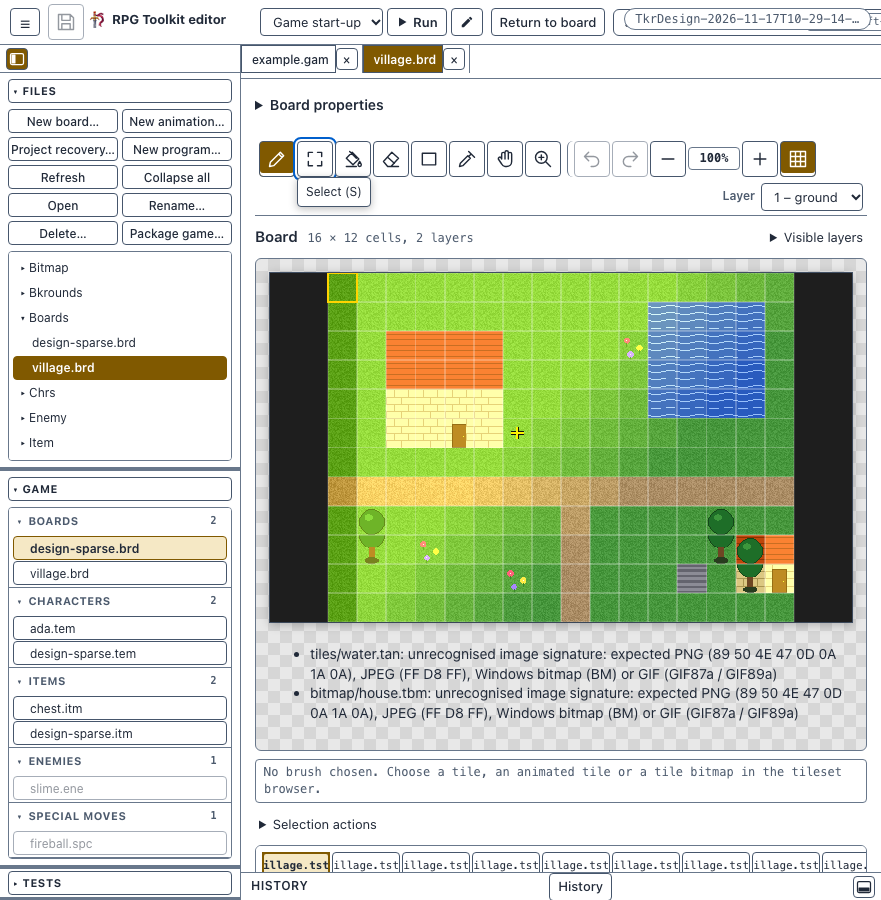 RPG Toolkit editor
Game start-up
Run
Return to board
TkrDesign-2026-11-17T10-29-14-…
example.gam ×
village.brd ×
FILES
New board…
New animation…
Project recovery…
New program…
Refresh
Collapse all
Open
Rename…
Delete…
Package game…
Bitmap
Bkrounds
Boards
design-sparse.brd
village.brd
Chrs
Enemy
Item
GAME
BOARDS 2
design-sparse.brd
village.brd
CHARACTERS 2
ada.tem
design-sparse.tem
ITEMS 2
chest.itm
design-sparse.itm
ENEMIES 1
slime.ene
SPECIAL MOVES 1
fireball.spc
TESTS
Board properties
100%
Select (S)
Layer
1 – ground
Board 16 × 12 cells, 2 layers
Visible layers
tiles/water.tan: unrecognised image signature: expected PNG (89 50 4E 47 0D 0A
1A 0A), JPEG (FF D8 FF), Windows bitmap (BM) or GIF (GIF87a / GIF89a)
bitmap/house.tbm: unrecognised image signature: expected PNG (89 50 4E 47 0D
0A 1A 0A), JPEG (FF D8 FF), Windows bitmap (BM) or GIF (GIF87a / GIF89a)
No brush chosen. Choose a tile, an animated tile or a tile bitmap in the tileset
browser.
Selection actions
illage.tst illage.tst illage.tst illage.tst illage.tst illage.tst illage.tst illage.tst illage.
HISTORY
History